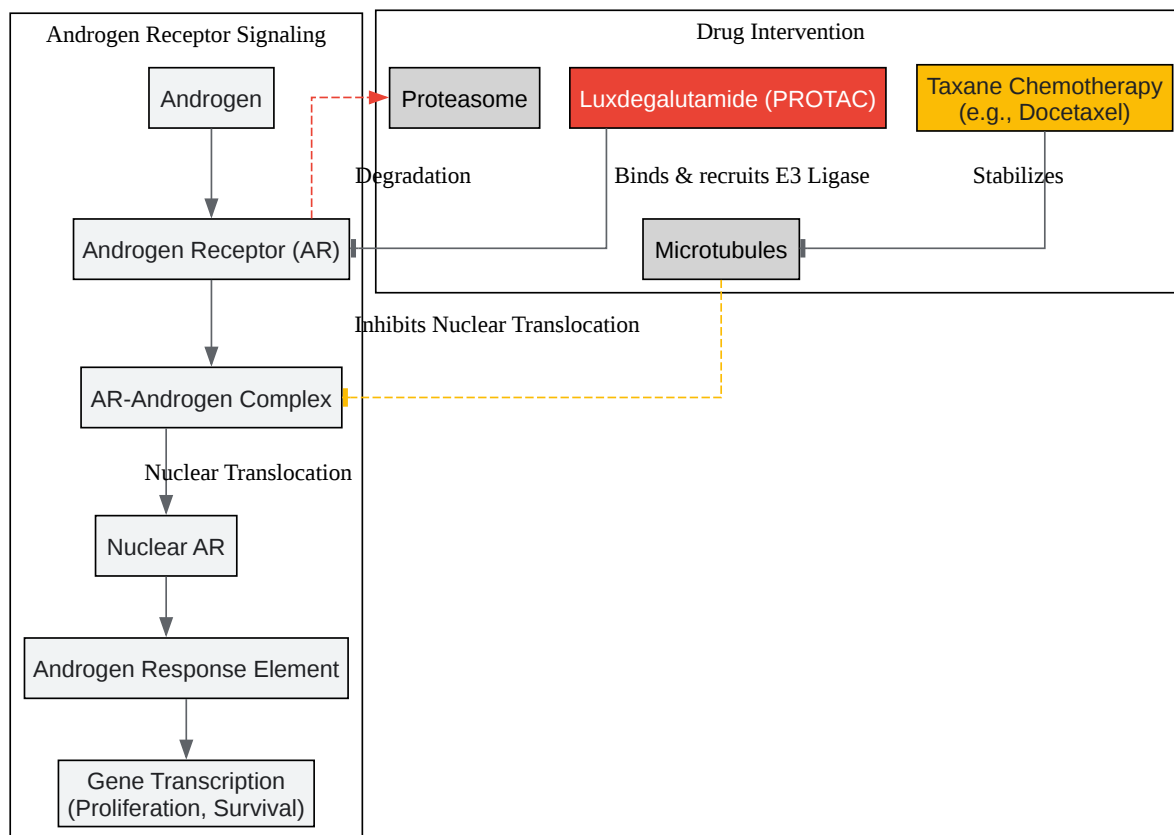 Androgen Receptor Signaling
Drug Intervention
Androgen
Proteasome
Luxdegalutamide (PROTAC)
Taxane Chemotherapy
(e.g., Docetaxel)
Degradation
Binds & recruits E3 Ligase
Stabilizes
Androgen Receptor (AR)
Microtubules
Inhibits Nuclear Translocation
AR-Androgen Complex
Nuclear Translocation
Nuclear AR
Androgen Response Element
Gene Transcription
(Proliferation, Survival)